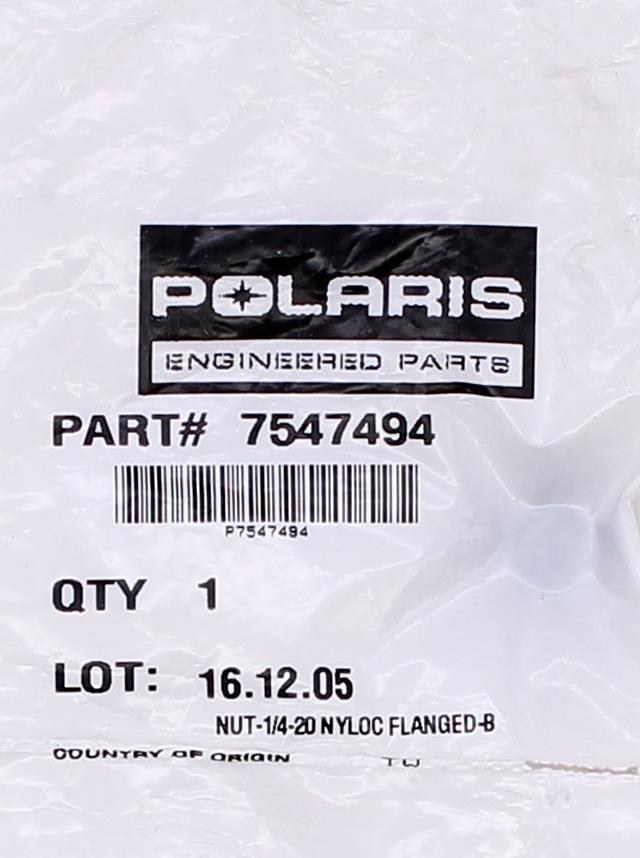 POLARIS
ENGINEERED PARTS
PART# 7547494
P7547494
QTY 1
LOT: 16.12.05
NUT-1/4-20 NYLOC FLANGED-B
COUNTRY OF ORIGIN TW